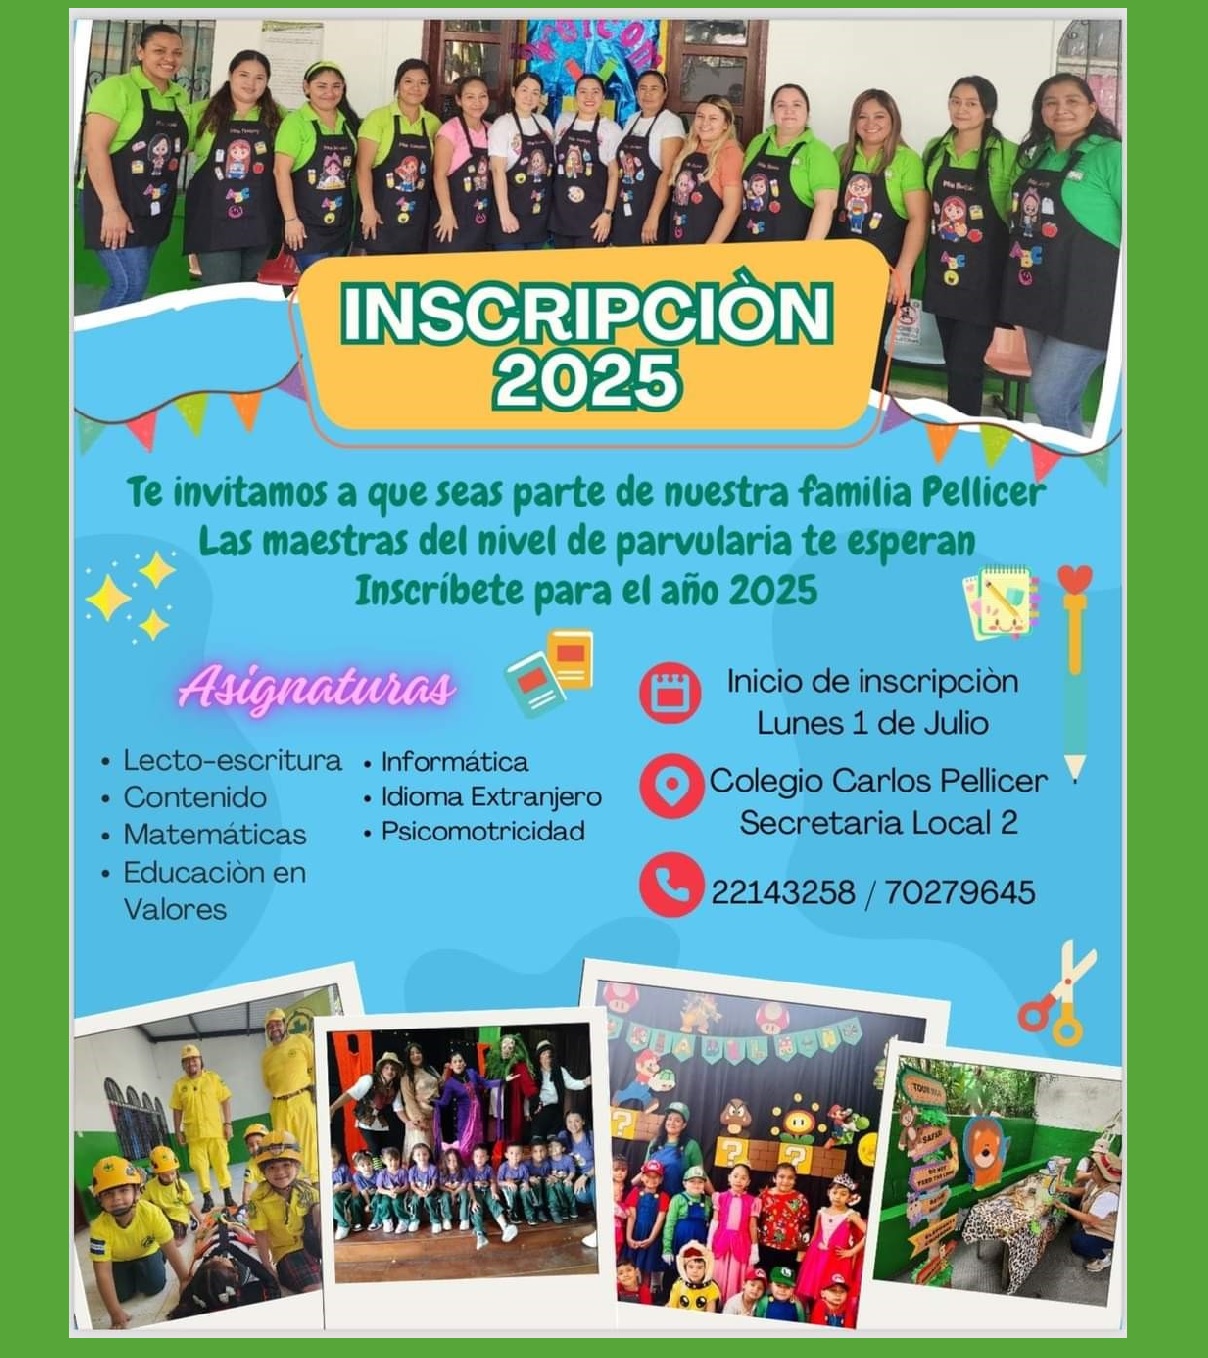 Welcome
INSCRIPCIÒN
2025
Te invitamos a que seas parte de nuestra familia Pellicer
Las maestras del nivel de parvularia te esperan
Inscríbete para el año 2025
Asignaturas
• Lecto-escritura
• Contenido
• Matemáticas
• Educaciòn en
Valores
• Informática
• Idioma Extranjero
• Psicomotricidad
Inicio de inscripciòn
Lunes 1 de Julio
Colegio Carlos Pellicer
Secretaria Local 2
22143258 / 70279645
SAFARI